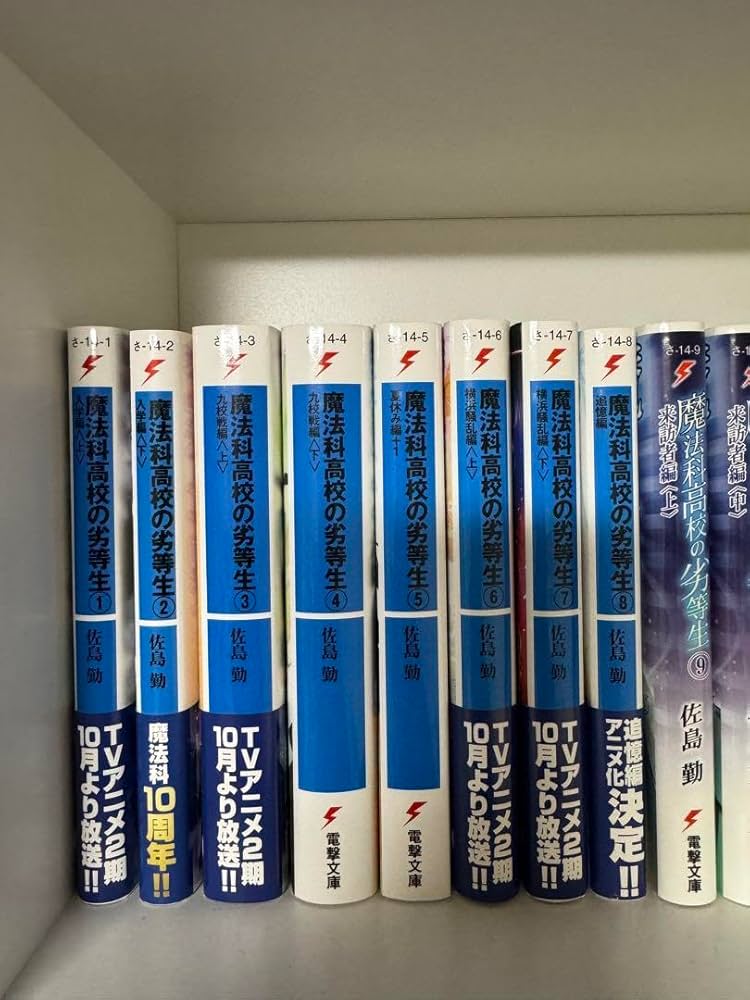 さ-14-1
魔法科高校の劣等生①
入学編〈上〉
佐島 勤
TVアニメ2期
10月より放送!!
さ-14-2
魔法科高校の劣等生②
入学編〈下〉
佐島 勤
魔法科
10周年!!
さ-14-3
魔法科高校の劣等生③
九校戦編〈上〉
佐島 勤
TVアニメ2期
10月より放送!!
さ-14-4
魔法科高校の劣等生④
九校戦編〈下〉
佐島 勤
電撃文庫
さ-14-5
魔法科高校の劣等生⑤
夏休み編+1
佐島 勤
電撃文庫
さ-14-6
魔法科高校の劣等生⑥
横浜騒乱編〈上〉
佐島 勤
TVアニメ2期
10月より放送!!
さ-14-7
魔法科高校の劣等生⑦
横浜騒乱編〈下〉
佐島 勤
TVアニメ2期
10月より放送!!
さ-14-8
魔法科高校の劣等生⑧
追憶編
佐島 勤
追憶編
アニメ化決定!!
さ-14-9
魔法科高校の劣等生⑨
来訪者編〈上〉
佐島 勤
電撃文庫
来訪者編〈中〉